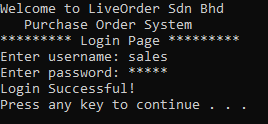 Welcome to LiveOrder Sdn Bhd
Purchase Order System
********* Login Page *********
Enter username: sales
Enter password: *****
Login Successful!
Press any key to continue . . .